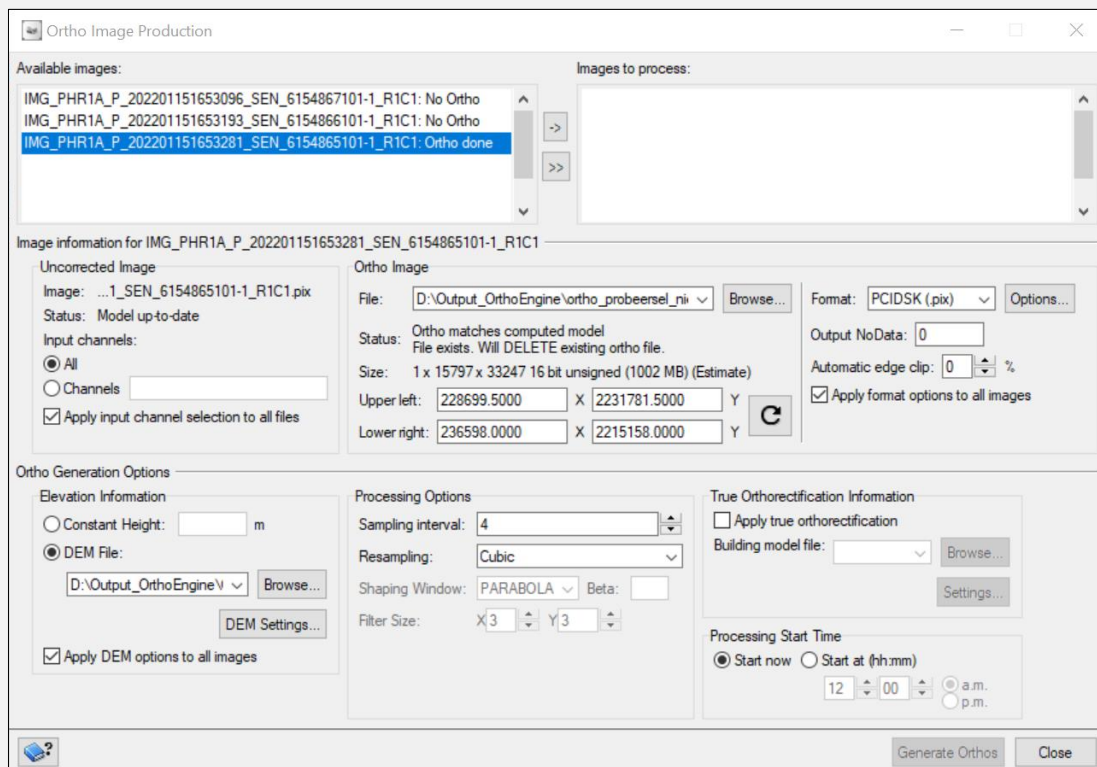 Ortho Image Production
Available images:
Images to process:
IMG_PHR1A_P_202201151653096_SEN_6154867101-1_R1C1: No Ortho
IMG_PHR1A_P_202201151653193_SEN_6154866101-1_R1C1: No Ortho
IMG_PHR1A_P_202201151653281_SEN_6154865101-1_R1C1: Ortho done
->
>>
Image information for IMG_PHR1A_P_202201151653281_SEN_6154865101-1_R1C1
Uncorrected Image
Image: ...1_SEN_6154865101-1_R1C1.pix
Status: Model up-to-date
Input channels:
All
Channels
Apply input channel selection to all files
Ortho Image
File: D:\Output_OrthoEngine\ortho_probeersel_ni Browse...
Status: Ortho matches computed model
File exists. Will DELETE existing ortho file.
Size: 1 x 15797 x 33247 16 bit unsigned (1002 MB) (Estimate)
Upper left: 228699.5000 X 2231781.5000 Y
Lower right: 236598.0000 X 2215158.0000 Y
Format: PCIDSK (.pix) Options...
Output NoData: 0
Automatic edge clip: 0 %
Apply format options to all images
Ortho Generation Options
Elevation Information
Constant Height: m
DEM File:
D:\Output_OrthoEngine\ Browse...
DEM Settings...
Apply DEM options to all images
Processing Options
Sampling interval: 4
Resampling: Cubic
Shaping Window: PARABOLA Beta:
Filter Size: X 3 Y 3
True Orthorectification Information
Apply true orthorectification
Building model file: Browse...
Settings...
Processing Start Time
Start now Start at (hh:mm)
12 00 a.m.
p.m.
?
Generate Orthos Close